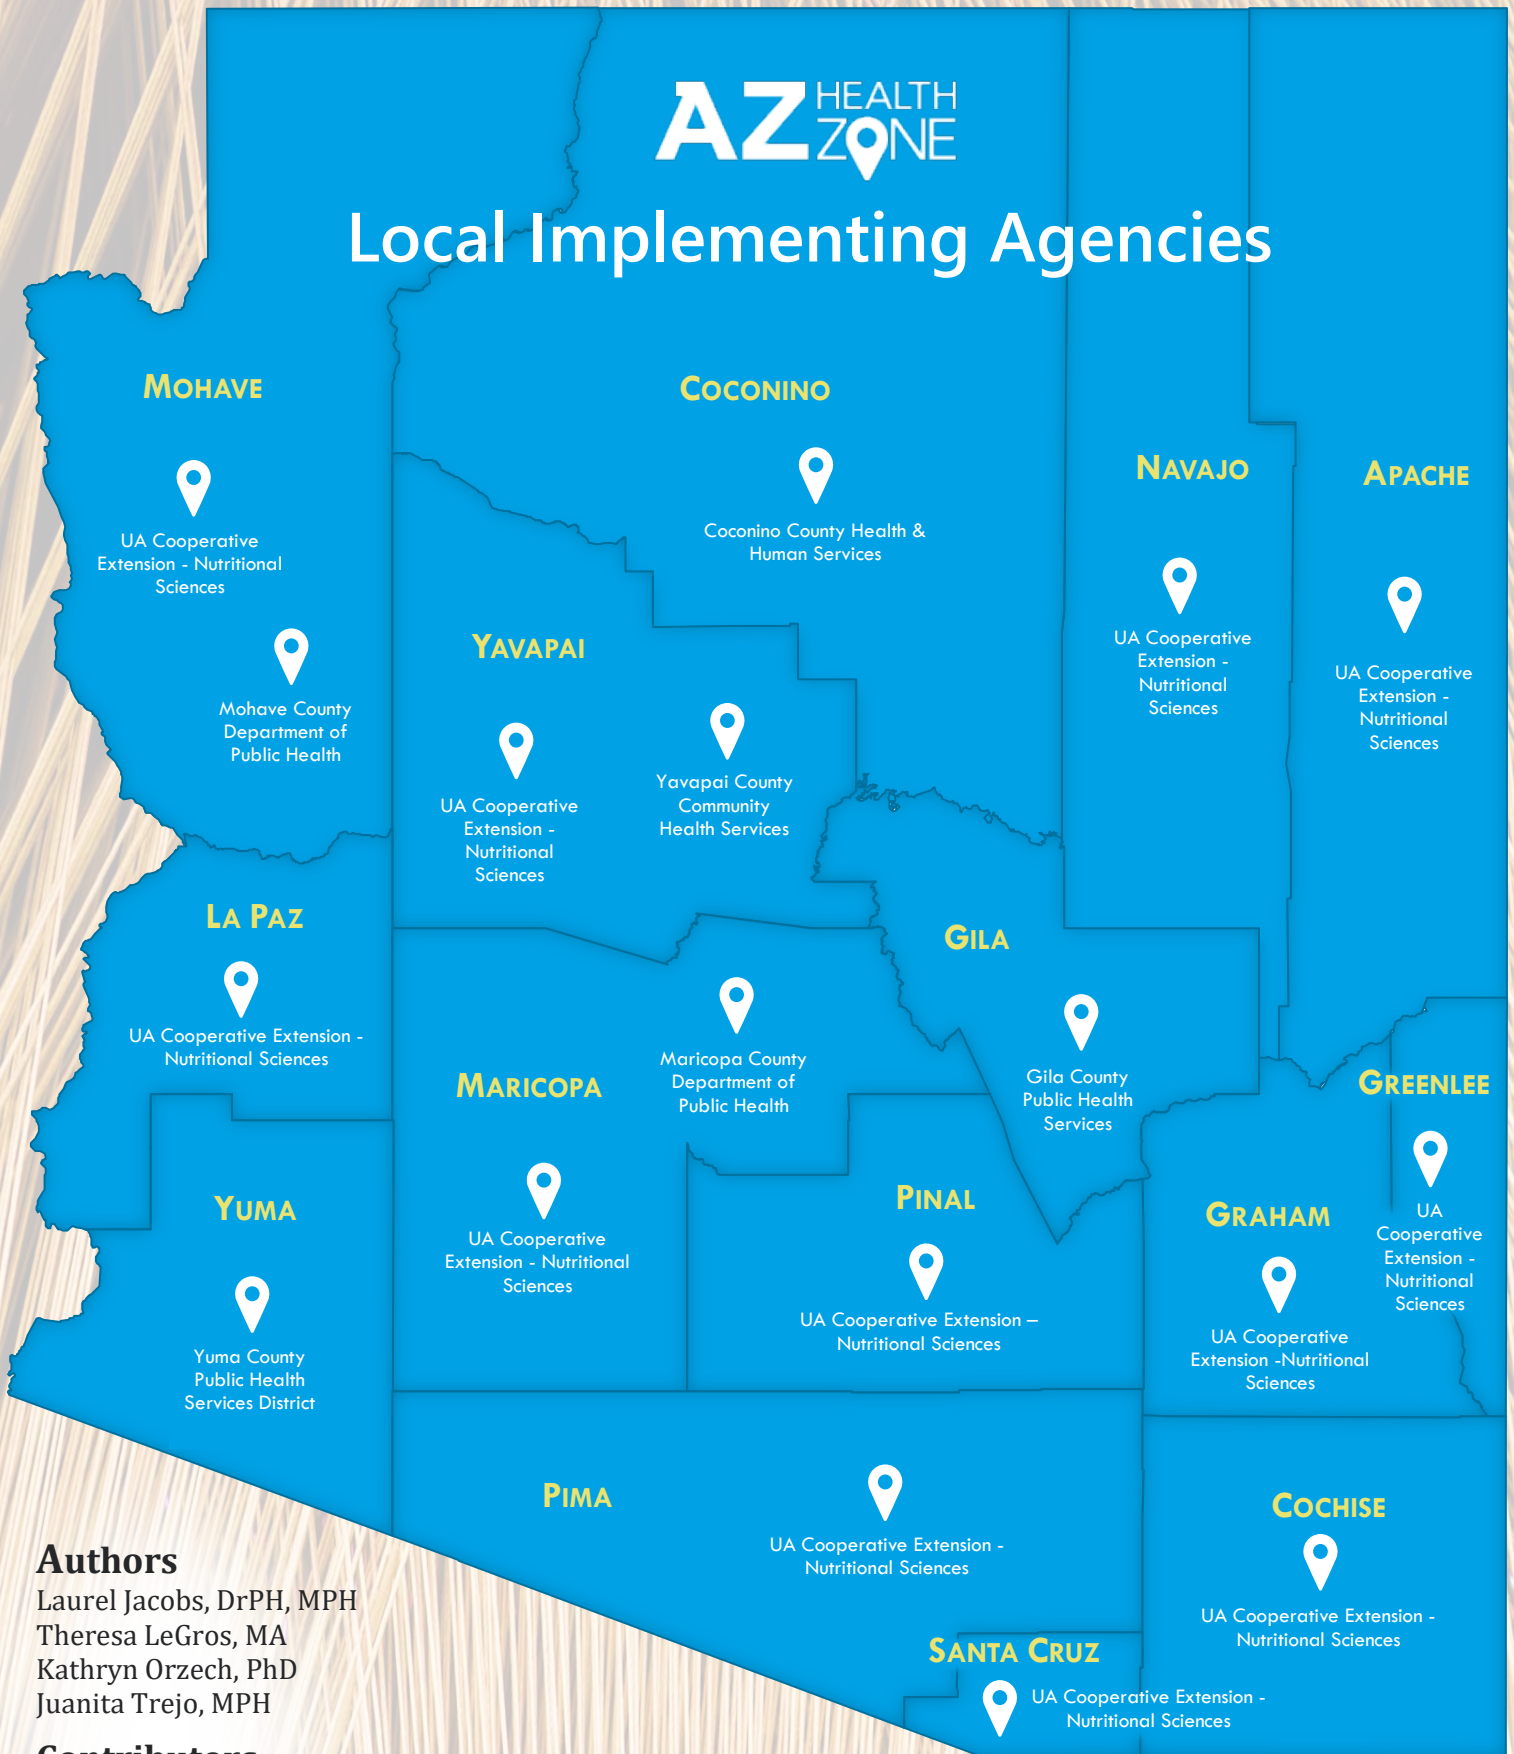 AZ HEALTH ZONE
Local Implementing Agencies
MOHAVE
UA Cooperative
Extension - Nutritional
Sciences
Mohave County
Department of
Public Health
COCONINO
Coconino County Health &
Human Services
NAVAJO
UA Cooperative
Extension -
Nutritional
Sciences
APACHE
UA Cooperative
Extension -
Nutritional
Sciences
YAVAPAI
UA Cooperative
Extension -
Nutritional
Sciences
Yavapai County
Community
Health Services
LA PAZ
UA Cooperative Extension -
Nutritional Sciences
GILA
Gila County
Public Health
Services
MARICOPA
Maricopa County
Department of
Public Health
UA Cooperative
Extension - Nutritional
Sciences
GREENLEE
UA
Cooperative
Extension -
Nutritional
Sciences
YUMA
Yuma County
Public Health
Services District
PINAL
UA Cooperative Extension –
Nutritional Sciences
GRAHAM
UA Cooperative
Extension -Nutritional
Sciences
PIMA
UA Cooperative Extension -
Nutritional Sciences
COCHISE
UA Cooperative Extension -
Nutritional Sciences
SANTA CRUZ
UA Cooperative Extension -
Nutritional Sciences
Authors
Laurel Jacobs, DrPH, MPH
Theresa LeGros, MA
Kathryn Orzech, PhD
Juanita Trejo, MPH
Contributors